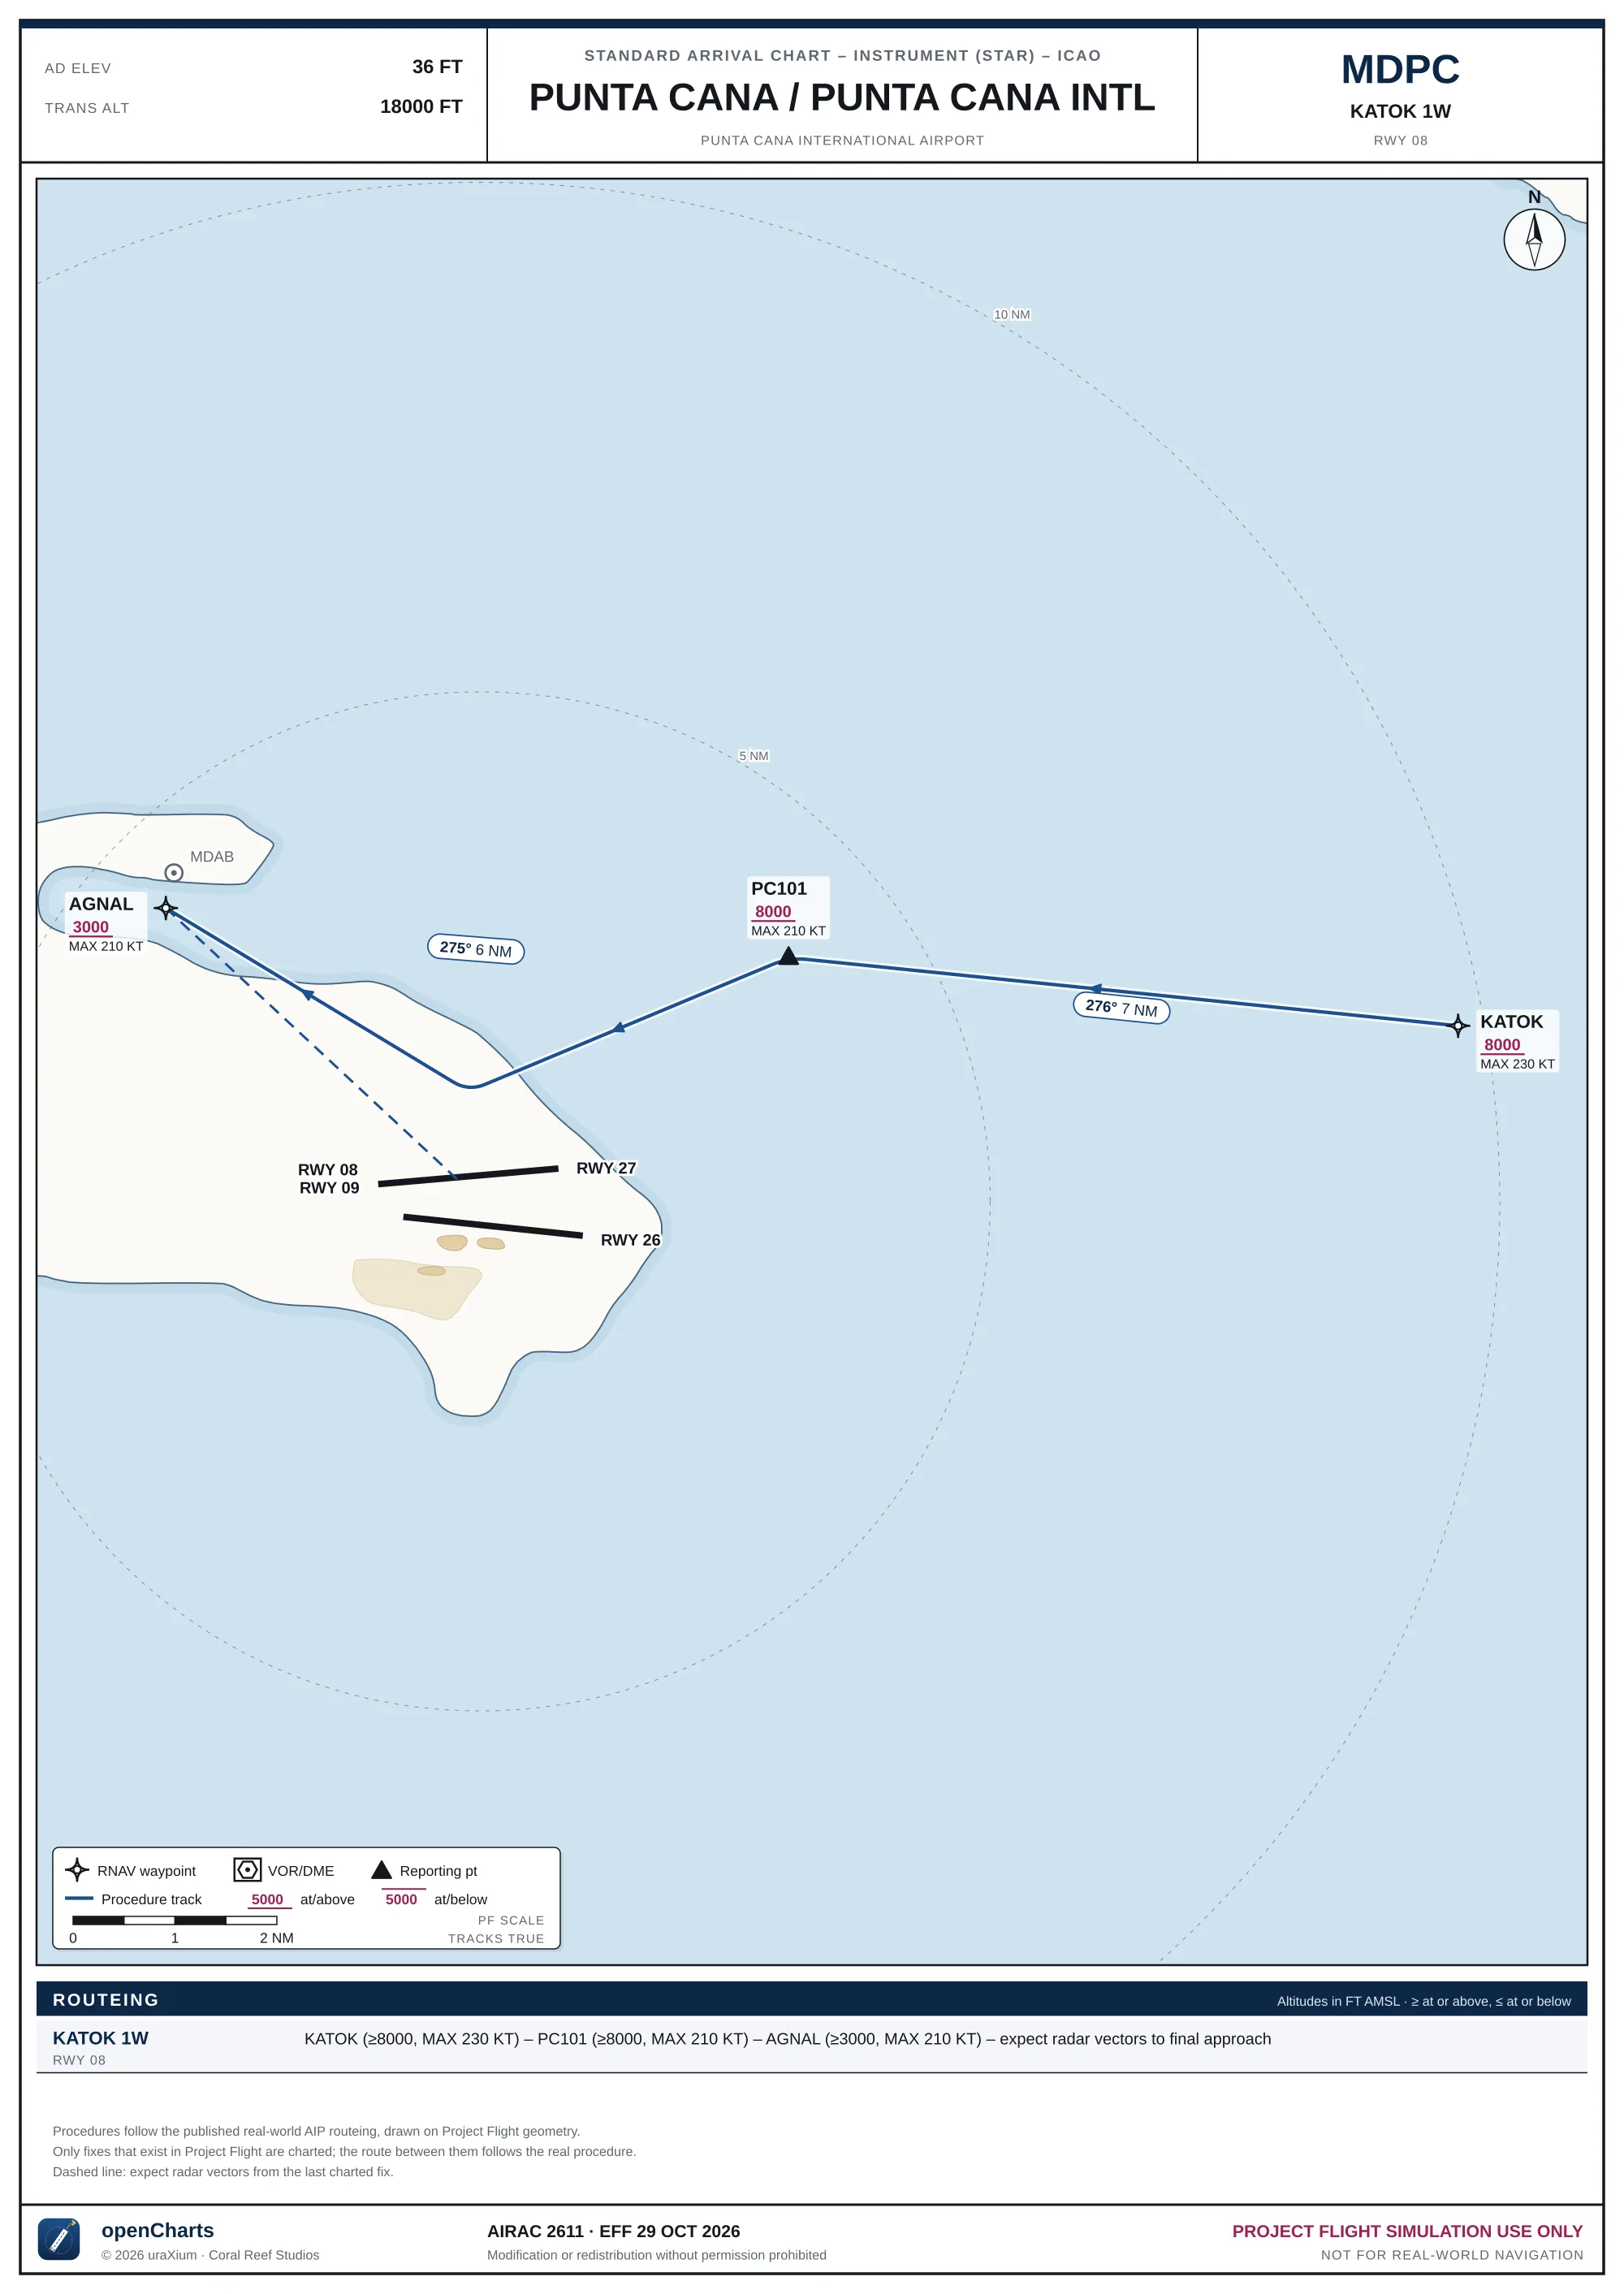 AD ELEV 36 FT
TRANS ALT 18000 FT
STANDARD ARRIVAL CHART – INSTRUMENT (STAR) – ICAO
PUNTA CANA / PUNTA CANA INTL
PUNTA CANA INTERNATIONAL AIRPORT
MDPC
KATOK 1W
RWY 08
N
10 NM
5 NM
MDAB
AGNAL
3000
MAX 210 KT
275° 6 NM
PC101
8000
MAX 210 KT
276° 7 NM
KATOK
8000
MAX 230 KT
RWY 08
RWY 09
RWY 27
RWY 26
RNAV waypoint
VOR/DME
Reporting pt
Procedure track
5000 at/above
5000 at/below
PF SCALE
0 1 2 NM
TRACKS TRUE
ROUTEING
Altitudes in FT AMSL · ≥ at or above, ≤ at or below
KATOK 1W
KATOK (≥8000, MAX 230 KT) – PC101 (≥8000, MAX 210 KT) – AGNAL (≥3000, MAX 210 KT) – expect radar vectors to final approach
RWY 08
Procedures follow the published real-world AIP routeing, drawn on Project Flight geometry.
Only fixes that exist in Project Flight are charted; the route between them follows the real procedure.
Dashed line: expect radar vectors from the last charted fix.
openCharts
© 2026 uraXium · Coral Reef Studios
AIRAC 2611 · EFF 29 OCT 2026
Modification or redistribution without permission prohibited
PROJECT FLIGHT SIMULATION USE ONLY
NOT FOR REAL-WORLD NAVIGATION